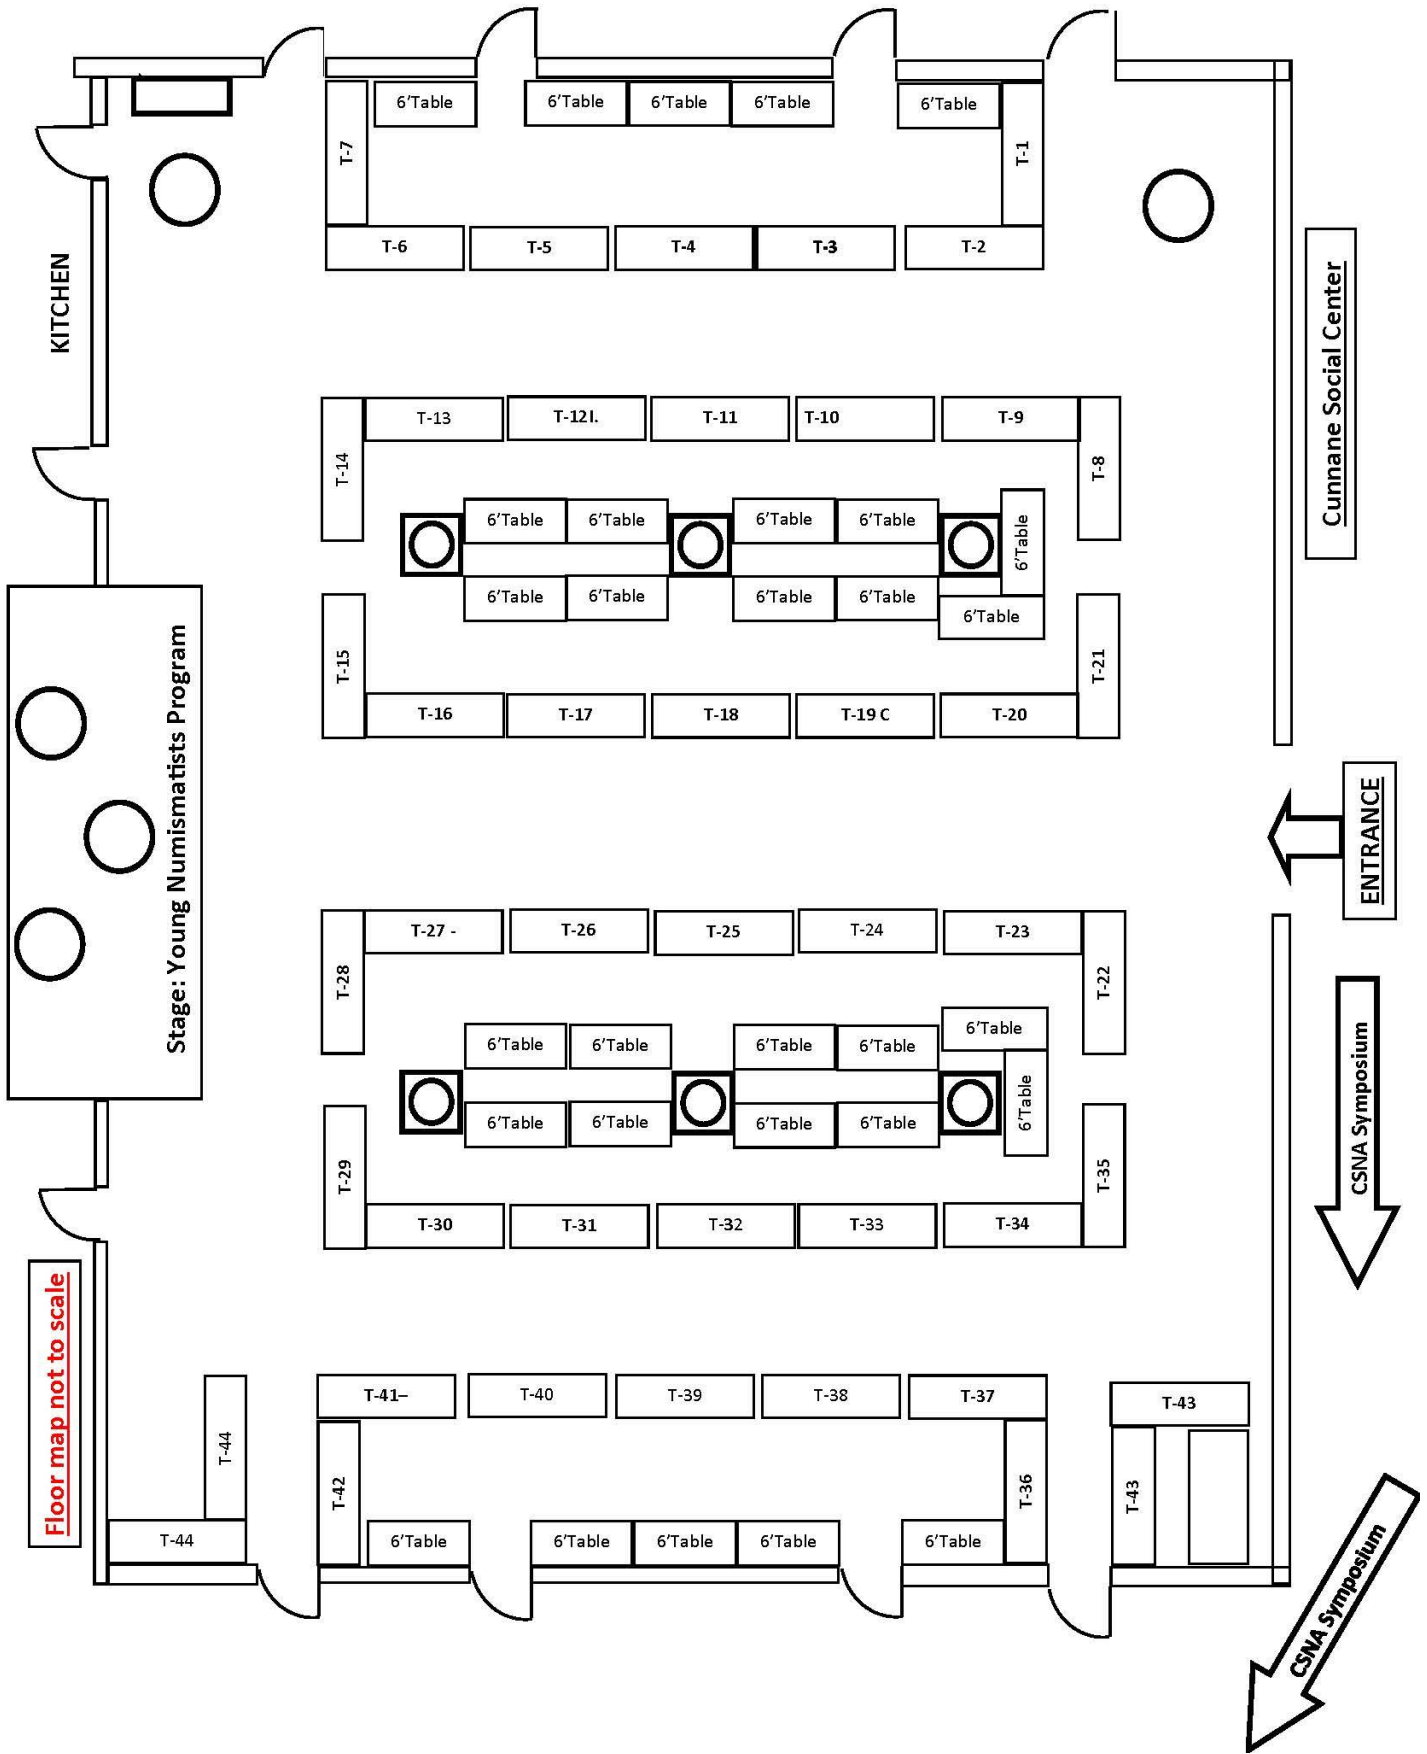 6'Table
6'Table
6'Table
6'Table
6'Table
T-7
T-1
T-6
T-5
T-4
T-3
T-2
KITCHEN
Cunnane Social Center
T-13
T-12I.
T-11
T-10
T-9
T-14
T-8
6'Table
6'Table
6'Table
6'Table
6'Table
6'Table
6'Table
6'Table
6'Table
6'Table
T-15
T-21
T-16
T-17
T-18
T-19 C
T-20
Stage: Young Numismatists Program
ENTRANCE
T-27 -
T-26
T-25
T-24
T-23
T-28
T-22
6'Table
6'Table
6'Table
6'Table
6'Table
6'Table
6'Table
6'Table
6'Table
6'Table
CSNA Symposium
T-29
T-35
T-30
T-31
T-32
T-33
T-34
Floor map not to scale
T-41–
T-40
T-39
T-38
T-37
T-43
T-44
T-42
T-36
T-43
T-44
6'Table
6'Table
6'Table
6'Table
6'Table
CSNA Symposium